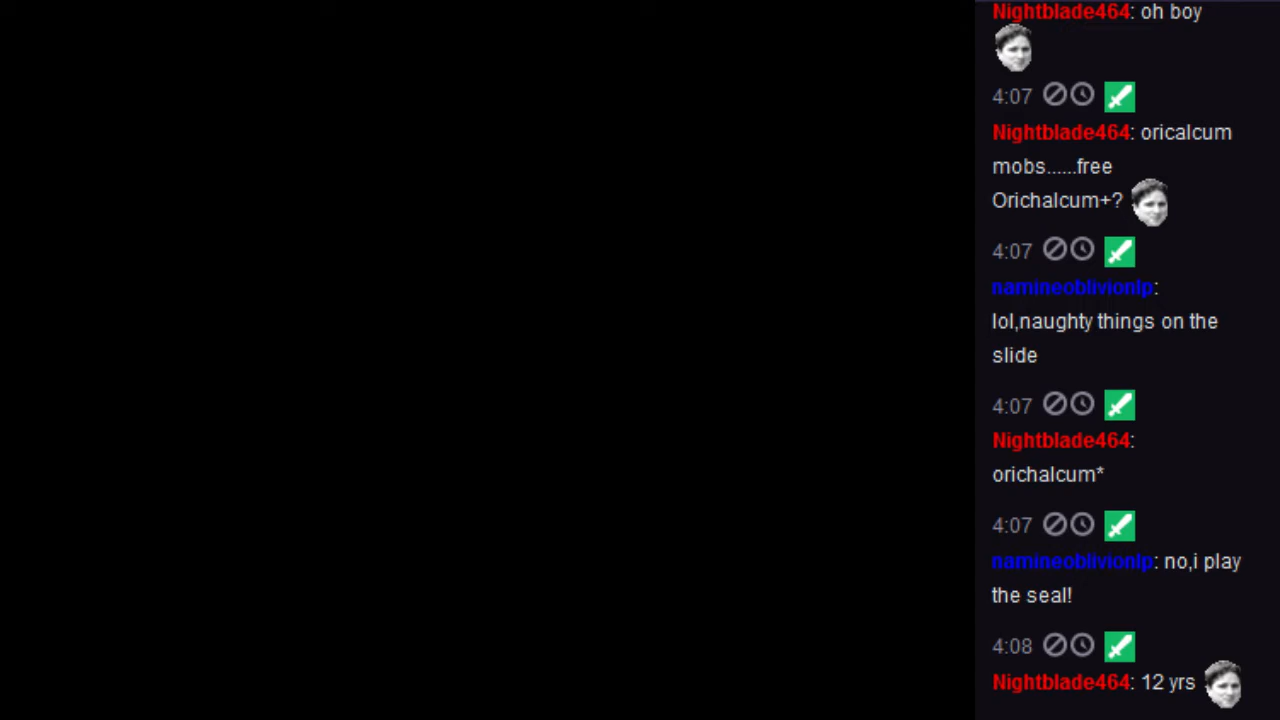 Nightblade464: oh boy
4:07
Nightblade464: oricalcum
mobs......free
Orichalcum+?
4:07
namineoblivionlp:
lol,naughty things on the
slide
4:07
Nightblade464:
orichalcum*
4:07
namineoblivionlp: no,i play
the seal!
4:08
Nightblade464: 12 yrs